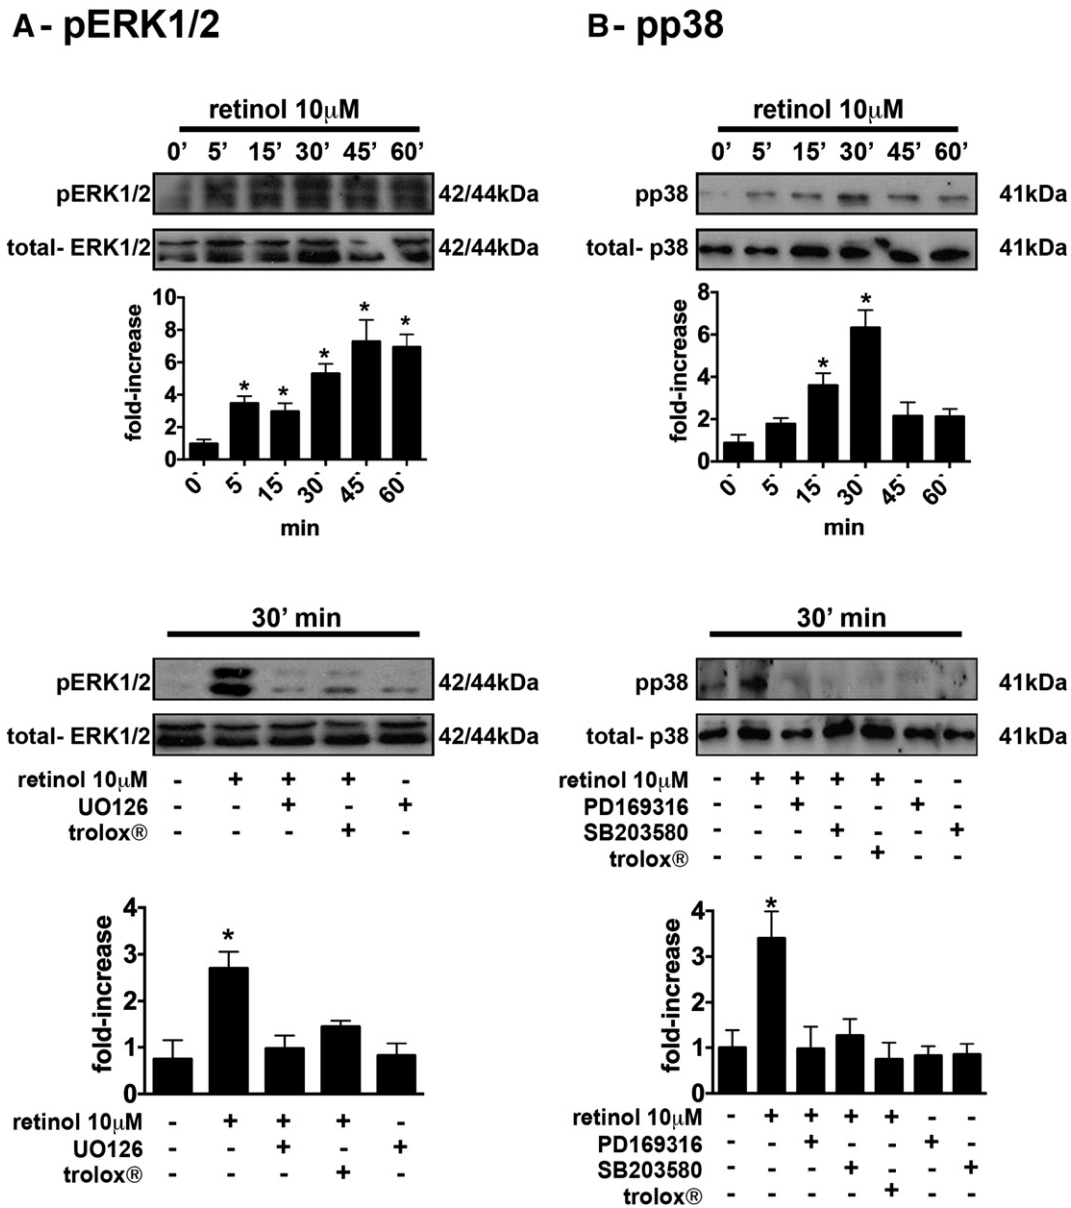 A - pERK1/2
retinol 10μM
0’ 5’ 15’ 30’ 45’ 60’
pERK1/2 42/44kDa
total- ERK1/2 42/44kDa
fold-increase
10
8
6
4
2
0
* * * * *
0` 5` 15` 30` 45` 60`
min
30’ min
pERK1/2 42/44kDa
total- ERK1/2 42/44kDa
retinol 10μM - + + + -
UO126 - - + - +
trolox® - - - + -
fold-increase
4
3
2
1
0
*
retinol 10μM - + + + -
UO126 - - + - +
trolox® - - - + -
B - pp38
retinol 10μM
0’ 5’ 15’ 30’ 45’ 60’
pp38 41kDa
total- p38 41kDa
fold-increase
8
6
4
2
0
* *
0` 5` 15` 30` 45` 60`
min
30’ min
pp38 41kDa
total- p38 41kDa
retinol 10μM - + + + + - -
PD169316 - - + - - + -
SB203580 - - - + - - +
trolox® - - - - + - -
fold-increase
4
3
2
1
0
*
retinol 10μM - + + + + - -
PD169316 - - + - - + -
SB203580 - - - + - - +
trolox® - - - - + - -